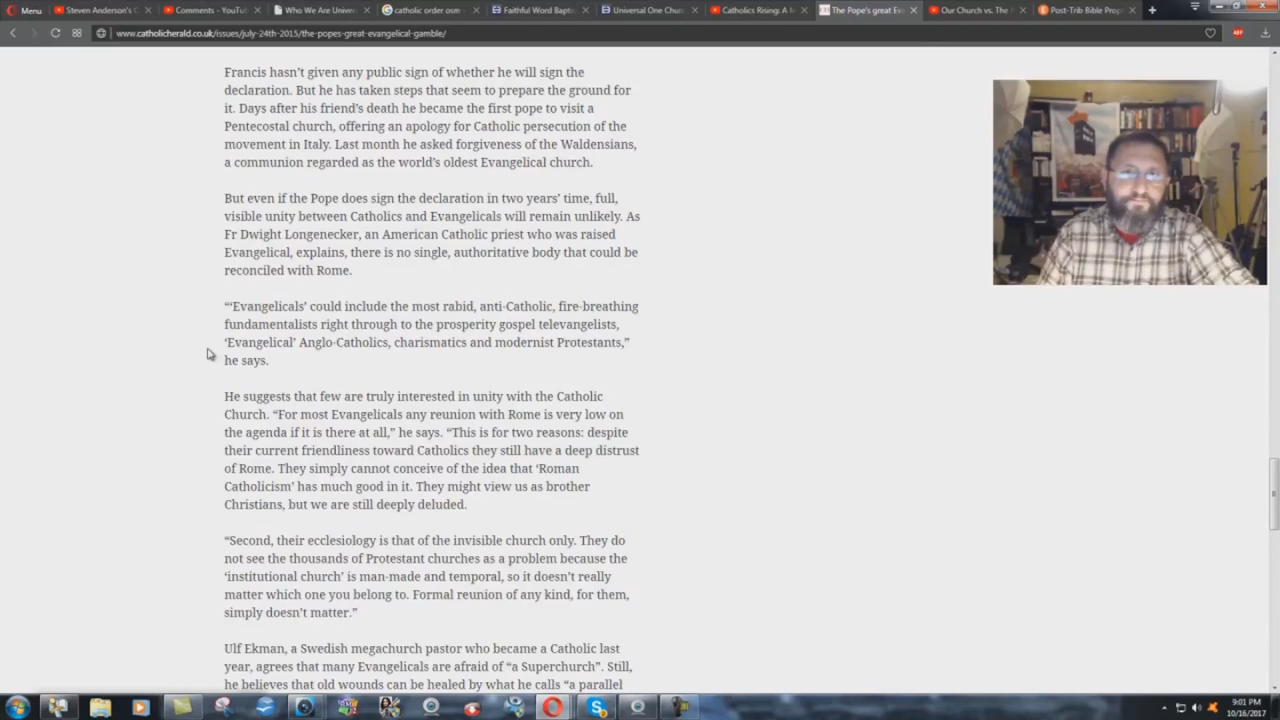 Menu
Steven Anderson's C
Comments - YouTu
Who We Are Univer
catholic order osm -
Faithful Word Bapt
Universal One Chur
Catholics Rising: A M
The Pope's great Ev
Our Church vs. The
Post-Trib Bible Prop
www.catholicherald.co.uk/issues/july-24th-2015/the-popes-great-evangelical-gamble/
ABP
Francis hasn’t given any public sign of whether he will sign the
declaration. But he has taken steps that seem to prepare the ground for
it. Days after his friend’s death he became the first pope to visit a
Pentecostal church, offering an apology for Catholic persecution of the
movement in Italy. Last month he asked forgiveness of the Waldensians,
a communion regarded as the world’s oldest Evangelical church.
But even if the Pope does sign the declaration in two years’ time, full,
visible unity between Catholics and Evangelicals will remain unlikely. As
Fr Dwight Longenecker, an American Catholic priest who was raised
Evangelical, explains, there is no single, authoritative body that could be
reconciled with Rome.
“‘Evangelicals’ could include the most rabid, anti-Catholic, fire-breathing
fundamentalists right through to the prosperity gospel televangelists,
‘Evangelical’ Anglo-Catholics, charismatics and modernist Protestants,”
he says.
He suggests that few are truly interested in unity with the Catholic
Church. “For most Evangelicals any reunion with Rome is very low on
the agenda if it is there at all,” he says. “This is for two reasons: despite
their current friendliness toward Catholics they still have a deep distrust
of Rome. They simply cannot conceive of the idea that ‘Roman
Catholicism’ has much good in it. They might view us as brother
Christians, but we are still deeply deluded.
“Second, their ecclesiology is that of the invisible church only. They do
not see the thousands of Protestant churches as a problem because the
‘institutional church’ is man-made and temporal, so it doesn’t really
matter which one you belong to. Formal reunion of any kind, for them,
simply doesn’t matter.”
Ulf Ekman, a Swedish megachurch pastor who became a Catholic last
year, agrees that many Evangelicals are afraid of “a Superchurch”. Still,
he believes that old wounds can be healed by what he calls “a parallel
9:01 PM
10/16/2017